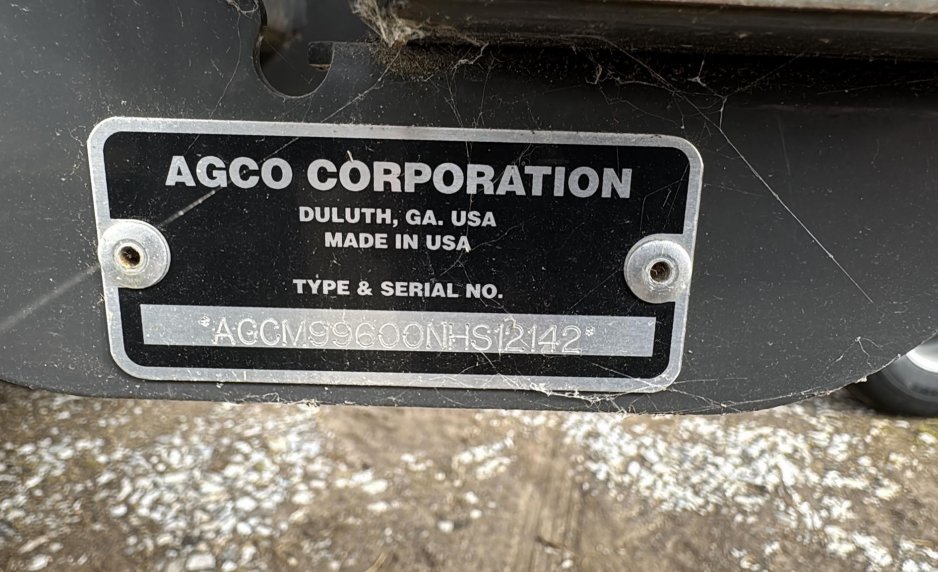 AGCO CORPORATION
DULUTH, GA. USA
MADE IN USA
TYPE & SERIAL NO.
*AGCM99600NHS12142*